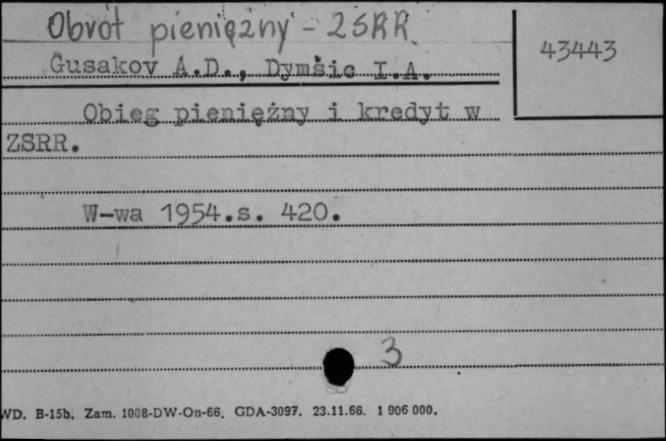 Obrót pieniężny - ZSRR
43443
Gusakov A.D., Dymšic I.A.
Obieg pieniężny i kredyt w
ZSRR.
W-wa 1954.s. 420.
3
WD. B-15b. Zam. 1008-DW-On-66. GDA-3097. 23.11.66. 1 906 000.